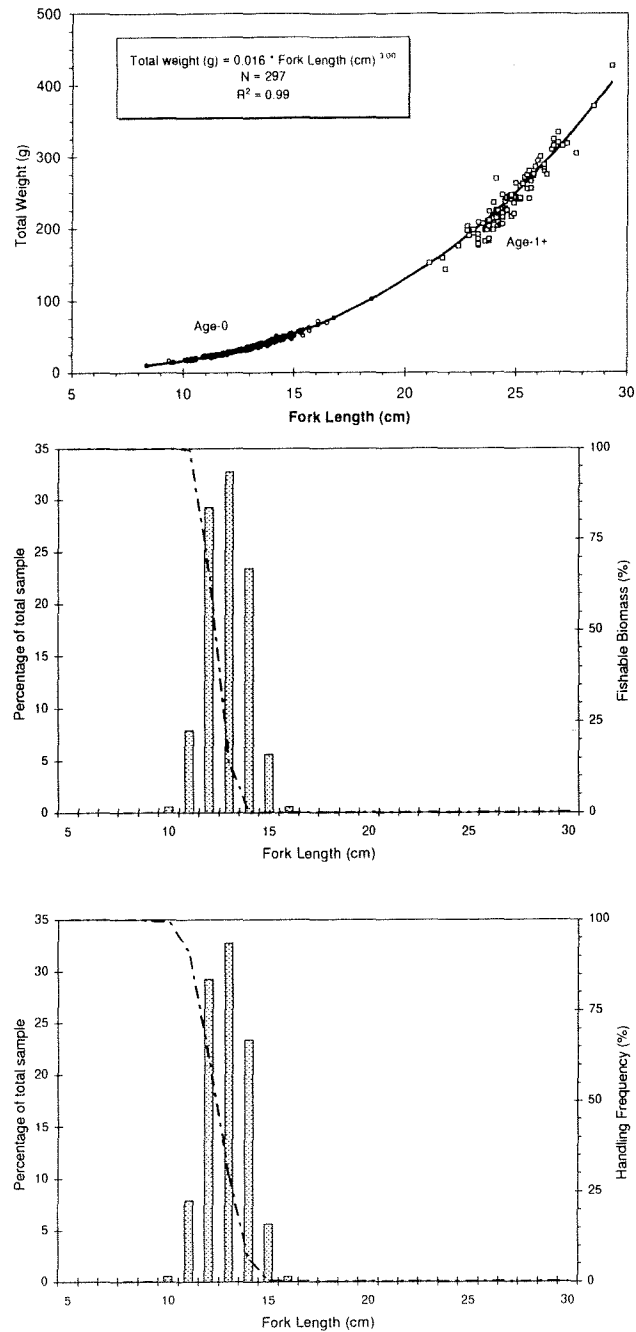 500
400
300
200
100
0
Total Weight (g)
Total weight (g) = 0.016 * Fork Length (cm) 3.00
N = 297
R2 = 0.99
Age-0
Age-1+
5 10 15 20 25 30
Fork Length (cm)
35
30
25
20
15
10
5
0
Percentage of total sample
100
75
50
25
0
Fishable Biomass (%)
5 10 15 20 25 30
Fork Length (cm)
35
30
25
20
15
10
5
0
Percentage of total sample
100
75
50
25
0
Handling Frequency (%)
5 10 15 20 25 30
Fork Length (cm)